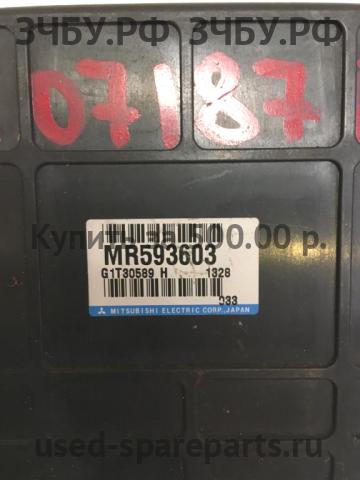 ЗЧБУ.РФ ЗЧБУ.РФ
07187
Купить за 500.00 р.
MR593603
G1T30589 H 1328
033
MITSUBISHI ELECTRIC CORP., JAPAN
used-spareparts.ru